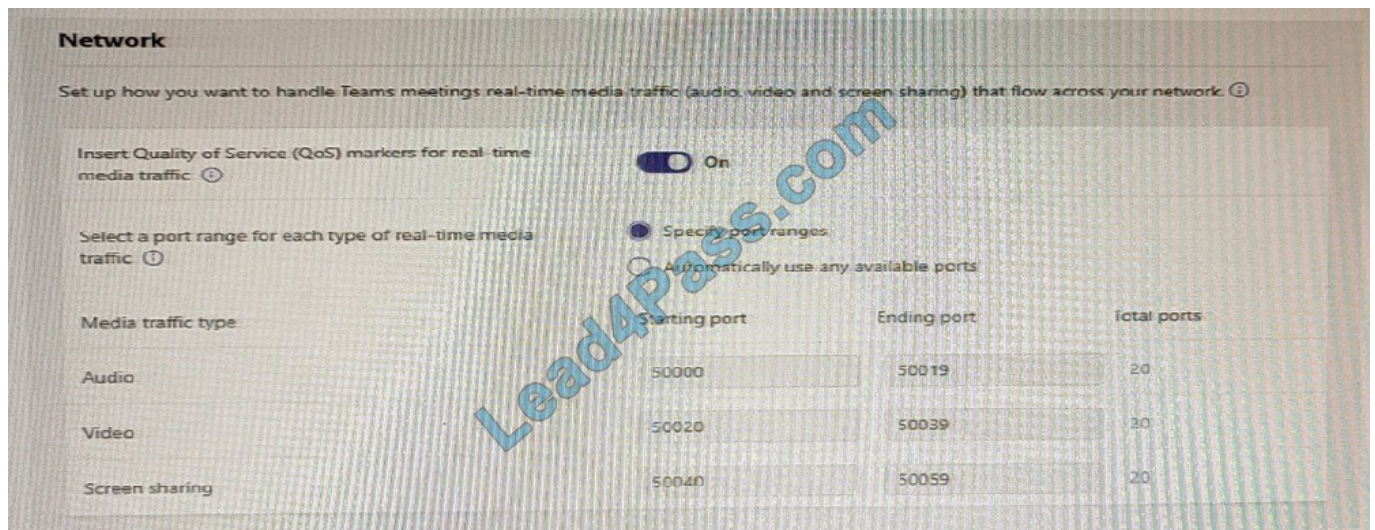 Network
Set up how you want to handle Teams meetings real-time media traffic (audio, video and screen sharing) that flow across your network
Insert Quality of Service (QoS) markers for real-time
media traffic
On
Select a port range for each type of real-time media
traffic
Specify port ranges
Automatically use any available ports
Media traffic type Starting port Ending port Total ports
Audio 50000 50019 20
Video 50020 50039 20
Screen sharing 50040 50059 20
Lead4Pass.com